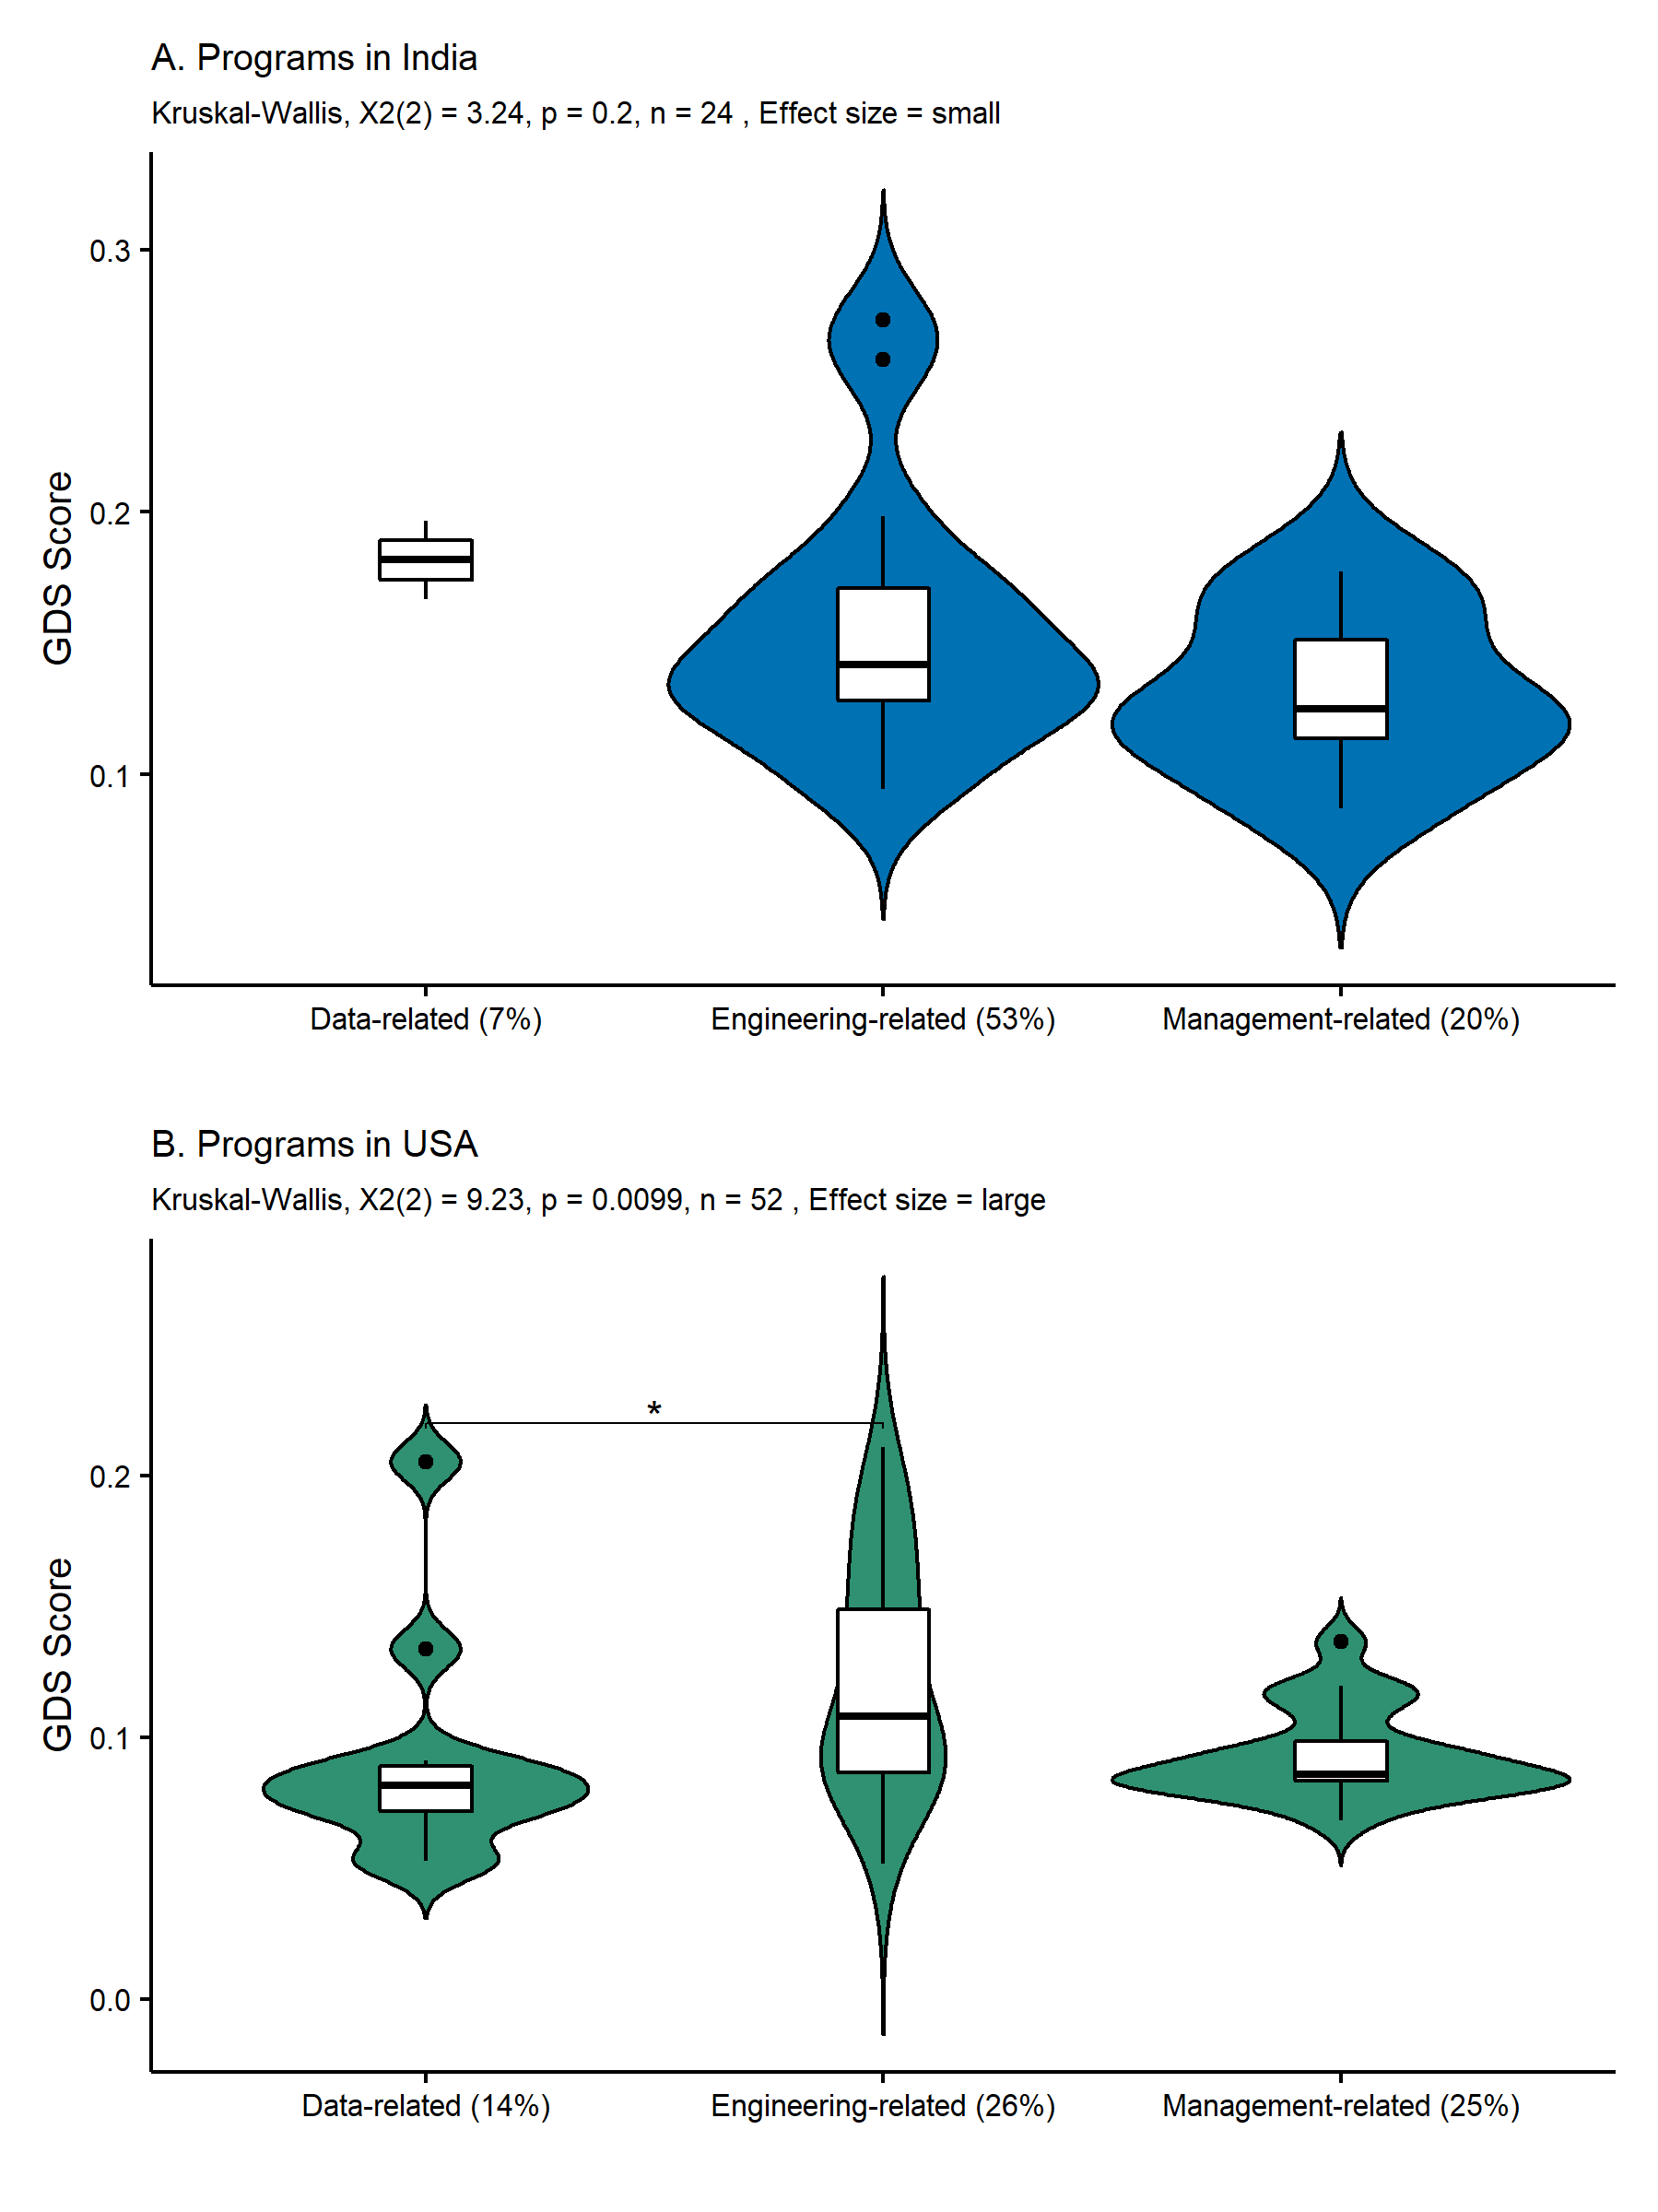 A. Programs in India
Kruskal-Wallis, X2(2) = 3.24, p = 0.2, n = 24 , Effect size = small
GDS Score
0.3
0.2
0.1
Data-related (7%)
Engineering-related (53%)
Management-related (20%)
B. Programs in USA
Kruskal-Wallis, X2(2) = 9.23, p = 0.0099, n = 52 , Effect size = large
GDS Score
*
0.2
0.1
0.0
Data-related (14%)
Engineering-related (26%)
Management-related (25%)